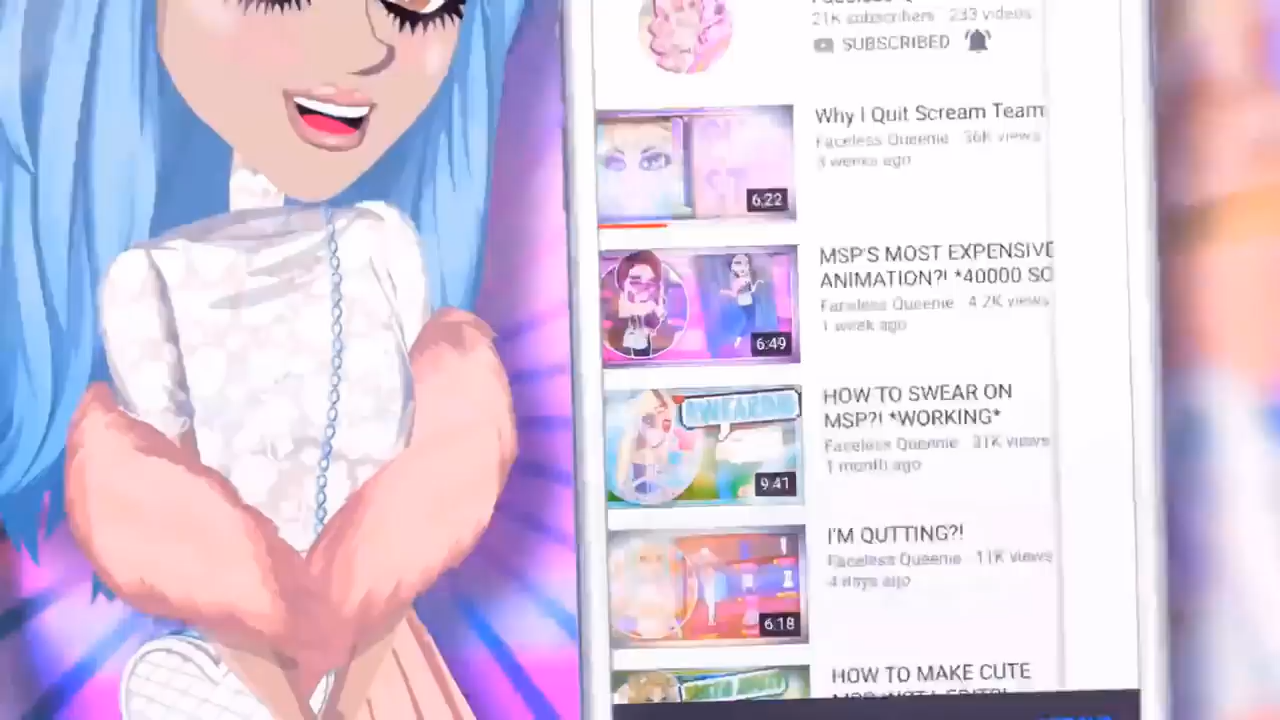 21K subscribers 233 videos
SUBSCRIBED
Why I Quit Scream Team
Faceless Queenie 36K views
3 weeks ago
6:22
MSP'S MOST EXPENSIVE
ANIMATION?! *40000 SC
Faceless Queenie 4.2K views
1 week ago
6:49
HOW TO SWEAR ON
MSP?! *WORKING*
Faceless Queenie 31K views
1 month ago
SWEARING
9:41
I'M QUTTING?!
Faceless Queenie 11K views
4 days ago
6:18
HOW TO MAKE CUTE